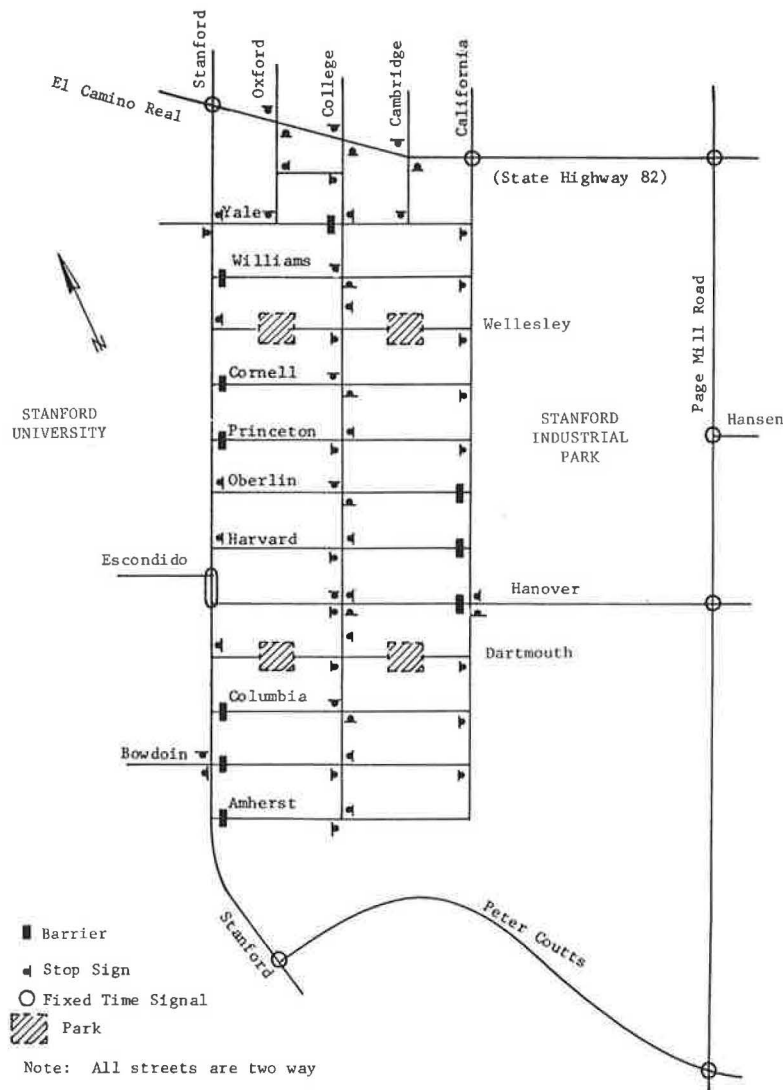 Stanford
Oxford
College
Cambridge
California
El Camino Real
(State Highway 82)
Yale
Williams
Wellesley
N
Cornell
Page Mill Road
STANFORD
UNIVERSITY
Princeton
STANFORD
INDUSTRIAL
PARK
Hansen
Oberlin
Harvard
Escondido
Hanover
Dartmouth
Columbia
Bowdoin
Amherst
Stanford
Peter Coutts
Barrier
Stop Sign
Fixed Time Signal
Park
Note: All streets are two way